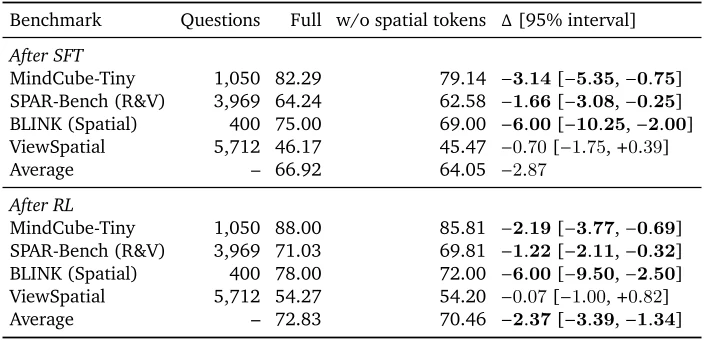 Benchmark Questions Full w/o spatial tokens Δ [95% interval]
After SFT
MindCube-Tiny 1,050 82.29 79.14 −3.14 [−5.35, −0.75]
SPAR-Bench (R&V) 3,969 64.24 62.58 −1.66 [−3.08, −0.25]
BLINK (Spatial) 400 75.00 69.00 −6.00 [−10.25, −2.00]
ViewSpatial 5,712 46.17 45.47 −0.70 [−1.75, +0.39]
Average – 66.92 64.05 −2.87
After RL
MindCube-Tiny 1,050 88.00 85.81 −2.19 [−3.77, −0.69]
SPAR-Bench (R&V) 3,969 71.03 69.81 −1.22 [−2.11, −0.32]
BLINK (Spatial) 400 78.00 72.00 −6.00 [−9.50, −2.50]
ViewSpatial 5,712 54.27 54.20 −0.07 [−1.00, +0.82]
Average – 72.83 70.46 −2.37 [−3.39, −1.34]